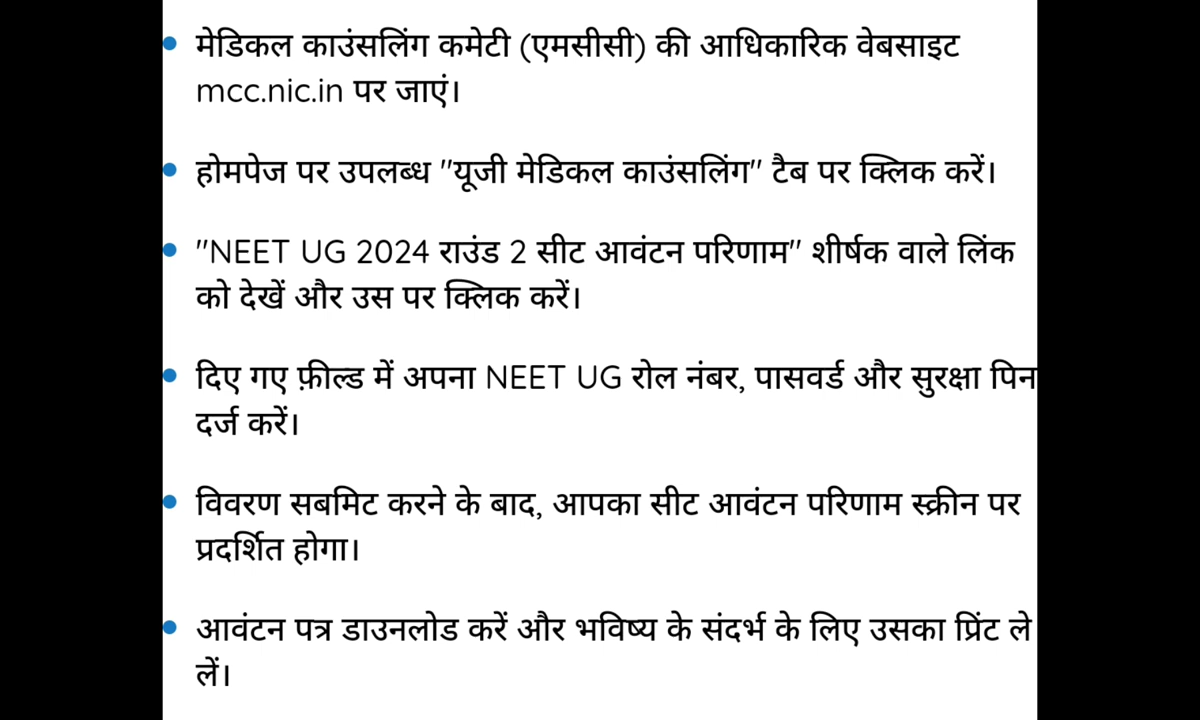 मेडिकल काउंसलिंग कमेटी (एमसीसी) की आधिकारिक वेबसाइट
mcc.nic.in पर जाएं।
होमपेज पर उपलब्ध "यूजी मेडिकल काउंसलिंग" टैब पर क्लिक करें।
"NEET UG 2024 राउंड 2 सीट आवंटन परिणाम" शीर्षक वाले लिंक
को देखें और उस पर क्लिक करें।
दिए गए फ़ील्ड में अपना NEET UG रोल नंबर, पासवर्ड और सुरक्षा पिन
दर्ज करें।
विवरण सबमिट करने के बाद, आपका सीट आवंटन परिणाम स्क्रीन पर
प्रदर्शित होगा।
आवंटन पत्र डाउनलोड करें और भविष्य के संदर्भ के लिए उसका प्रिंट ले
लें।